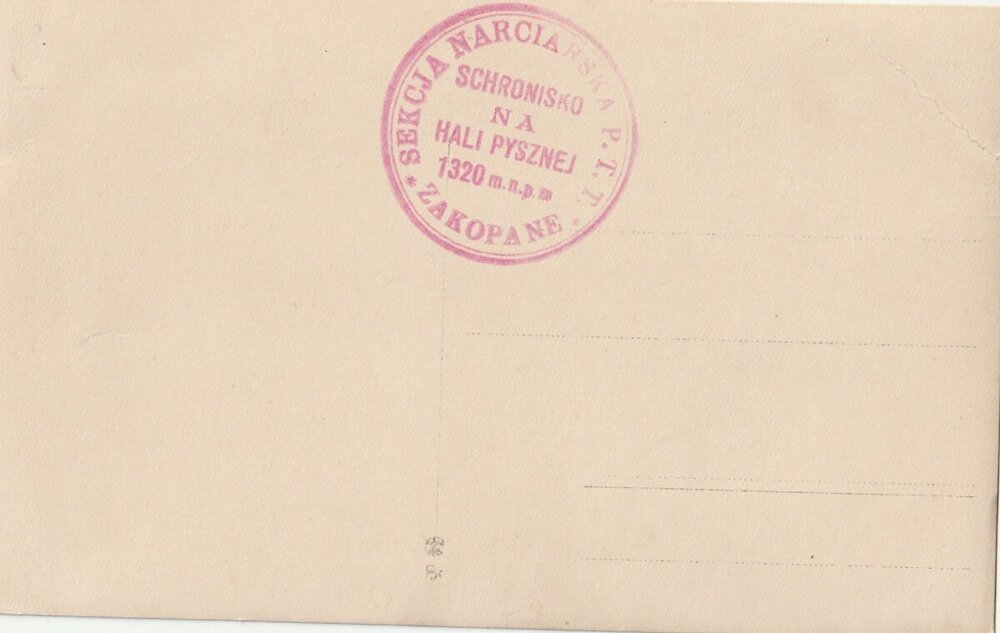 * SEKCJA NARCIARSKA P. T. T. *
SCHRONISKO
NA
HALI PYSZNEJ
1320 m.n.p.m
ZAKOPANE